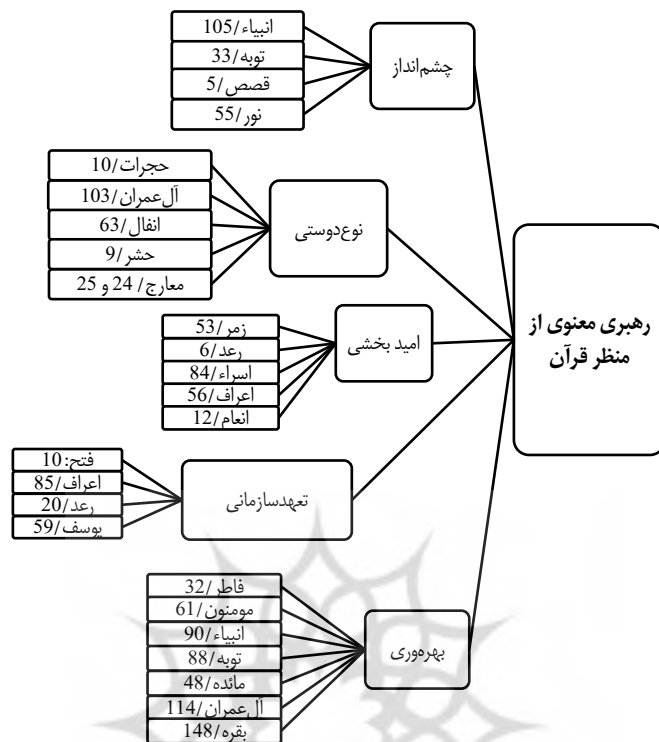 رهبری معنوی از
منظر قرآن
چشم‌انداز
انبیاء/105
توبه/33
قصص/5
نور/55
نوع‌دوستی
حجرات/10
آل‌عمران/103
انفال/63
حشر/9
معارج/ 24 و 25
امید بخشی
زمر/53
رعد/6
اسراء/84
اعراف/56
انعام/12
تعهدسازمانی
فتح:10
اعراف/85
رعد/20
یوسف/59
بهره‌وری
فاطر/32
مومنون/61
انبیاء/90
توبه/88
مائده/48
آل‌عمران/114
بقره/148